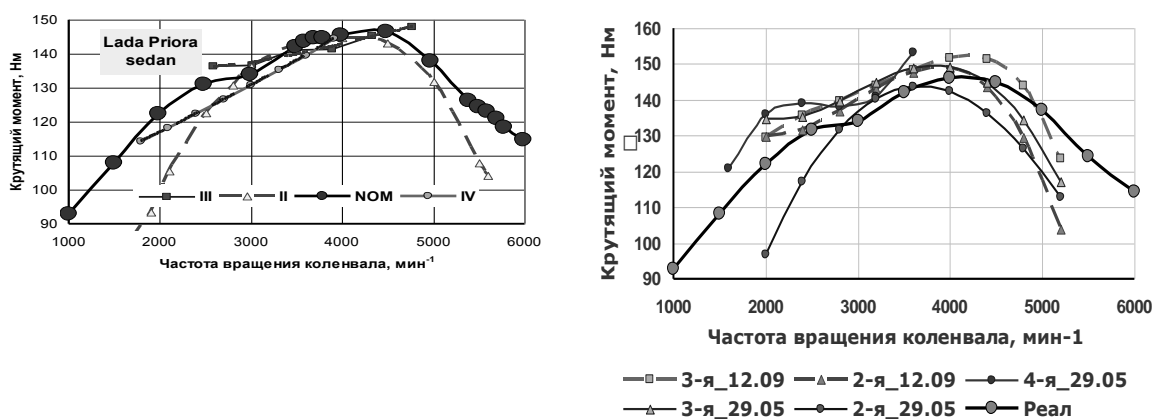 150
140
130
120
110
100
90
Крутящий момент, Нм
Lada Priora
sedan
III II NOM IV
1000 2000 3000 4000 5000 6000
Частота вращения коленвала, мин-1
160
150
140
130
120
110
100
90
Крутящий момент, Нм
1000 2000 3000 4000 5000 6000
Частота вращения коленвала, мин-1
3-я_12.09 2-я_12.09 4-я_29.05
3-я_29.05 2-я_29.05 Реал